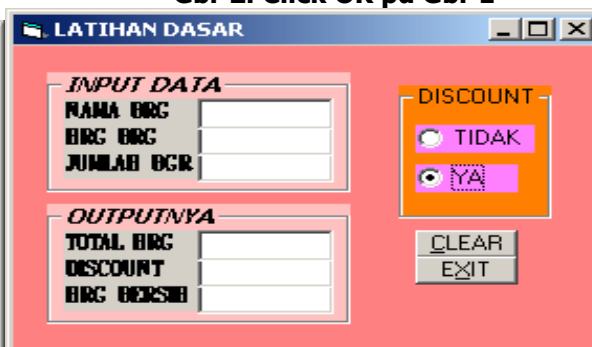 Gbr 2. Click OK pd Gbr 1
LATIHAN DASAR
INPUT DATA
NAMA BRG
HRG BRG
JUMLAH BGR
DISCOUNT
TIDAK
YA
OUTPUTNYA
TOTAL HRG
DISCOUNT
HRG BERSIH
CLEAR
EXIT